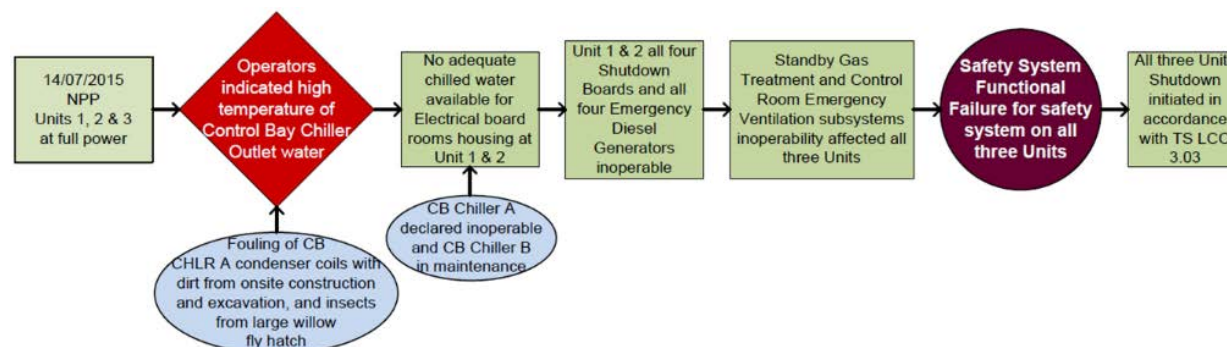 14/07/2015
NPP
Units 1, 2 & 3
at full power
Operators
indicated high
temperature of
Control Bay Chiller
Outlet water
No adequate
chilled water
available for
Electrical board
rooms housing at
Unit 1 & 2
Unit 1 & 2 all four
Shutdown
Boards and all
four Emergency
Diesel
Generators
inoperable
Standby Gas
Treatment and Control
Room Emergency
Ventilation subsystems
inoperability affected all
three Units
Safety System
Functional
Failure for safety
system on all
three Units
All three Unit
Shutdown
initiated in
accordance
with TS LCO
3.03
Fouling of CB
CHLR A condenser coils with
dirt from onsite construction
and excavation, and insects
from large willow
fly hatch
CB Chiller A
declared inoperable
and CB Chiller B
in maintenance